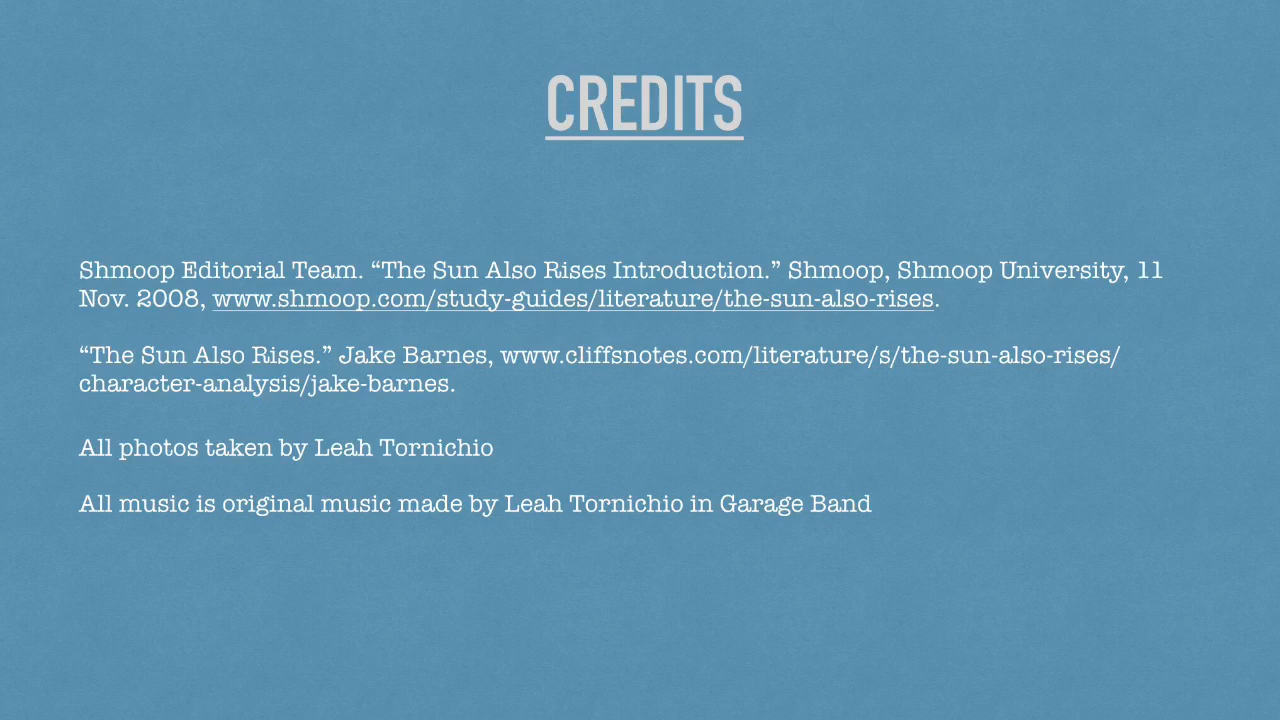 CREDITS
Shmoop Editorial Team. “The Sun Also Rises Introduction.” Shmoop, Shmoop University, 11
Nov. 2008, www.shmoop.com/study-guides/literature/the-sun-also-rises.
“The Sun Also Rises.” Jake Barnes, www.cliffsnotes.com/literature/s/the-sun-also-rises/
character-analysis/jake-barnes.
All photos taken by Leah Tornichio
All music is original music made by Leah Tornichio in Garage Band